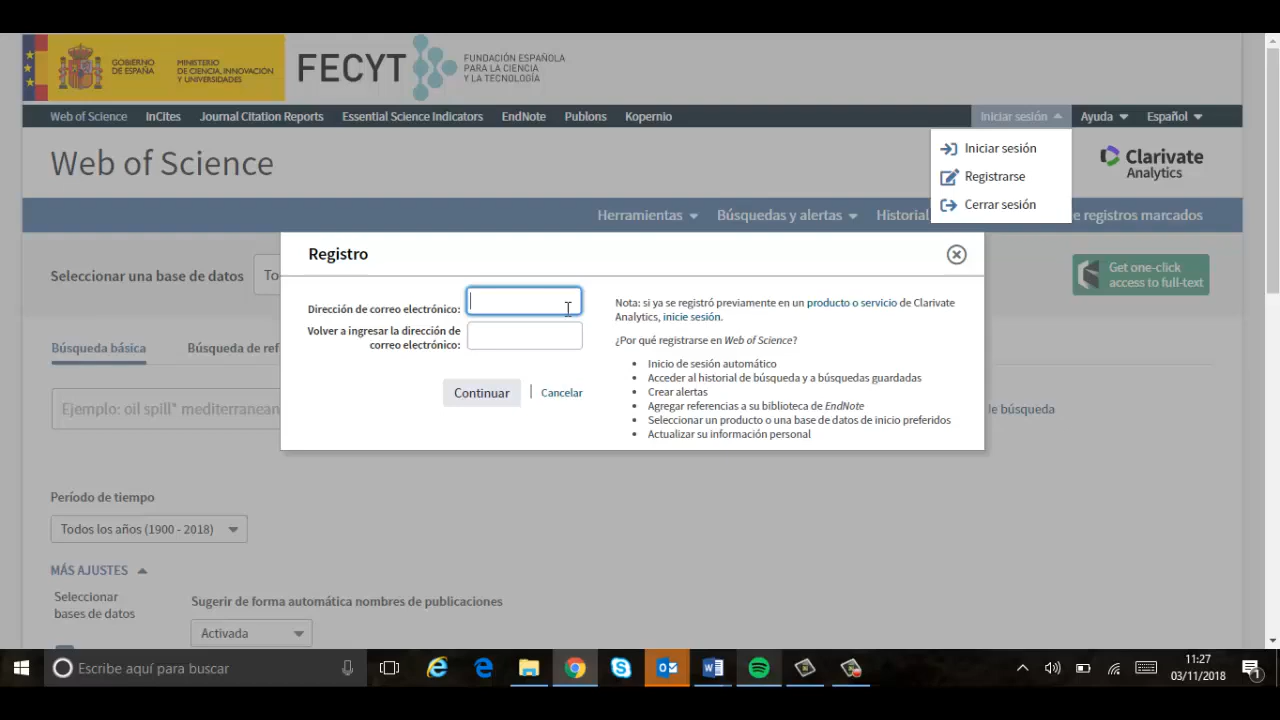 GOBIERNO
DE ESPAÑA
MINISTERIO
DE CIENCIA, INNOVACIÓN
Y UNIVERSIDADES
FECYT
FUNDACIÓN ESPAÑOLA
PARA LA CIENCIA
Y LA TECNOLOGÍA
Web of Science InCites Journal Citation Reports Essential Science Indicators EndNote Publons Kopernio Iniciar sesión Ayuda Español
Web of Science
Iniciar sesión
Registrarse
Cerrar sesión
Clarivate
Analytics
Herramientas Búsquedas y alertas Historial e registros marcados
Seleccionar una base de datos To
Get one-click
access to full-text
Registro
Dirección de correo electrónico:
Volver a ingresar la dirección de
correo electrónico:
Continuar | Cancelar
Nota: si ya se registró previamente en un producto o servicio de Clarivate
Analytics, inicie sesión.
¿Por qué registrarse en Web of Science?
• Inicio de sesión automático
• Acceder al historial de búsqueda y a búsquedas guardadas
• Crear alertas
• Agregar referencias a su biblioteca de EndNote
• Seleccionar un producto o una base de datos de inicio preferidos
• Actualizar su información personal
Búsqueda básica Búsqueda de ref
Ejemplo: oil spill* mediterranean
de búsqueda
Período de tiempo
Todos los años (1900 - 2018)
MÁS AJUSTES
Seleccionar
bases de datos
Sugerir de forma automática nombres de publicaciones
Activada
Escribe aquí para buscar
11:27
03/11/2018
1